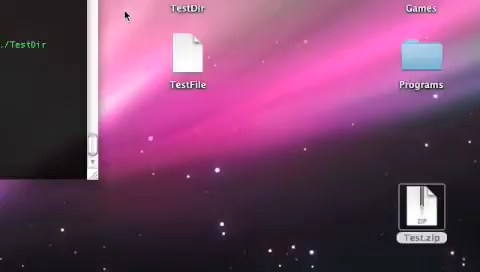 TestDir
Games
./TestDir
TestFile
Programs
ZIP
Test.zip